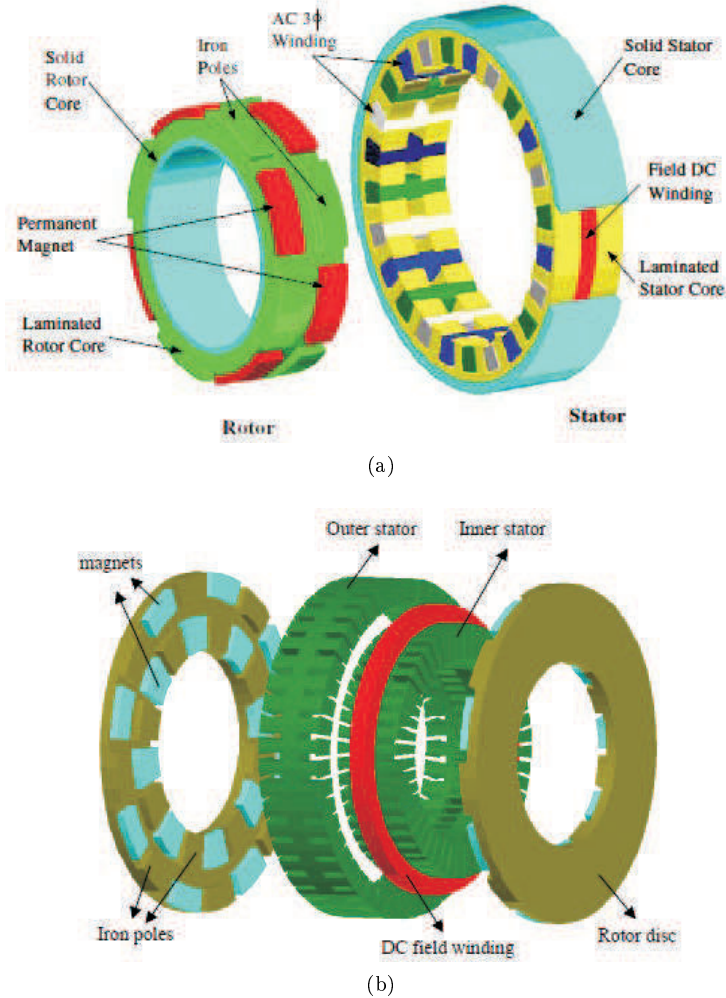 AC 3ϕ
Winding
Iron
Poles
Solid
Rotor
Core
Solid Stator
Core
Field DC
Winding
Permanent
Magnet
Laminated
Stator Core
Laminated
Rotor Core
Rotor
Stator
(a)
Outer stator
Inner stator
magnets
Iron poles
DC field winding
Rotor disc
(b)